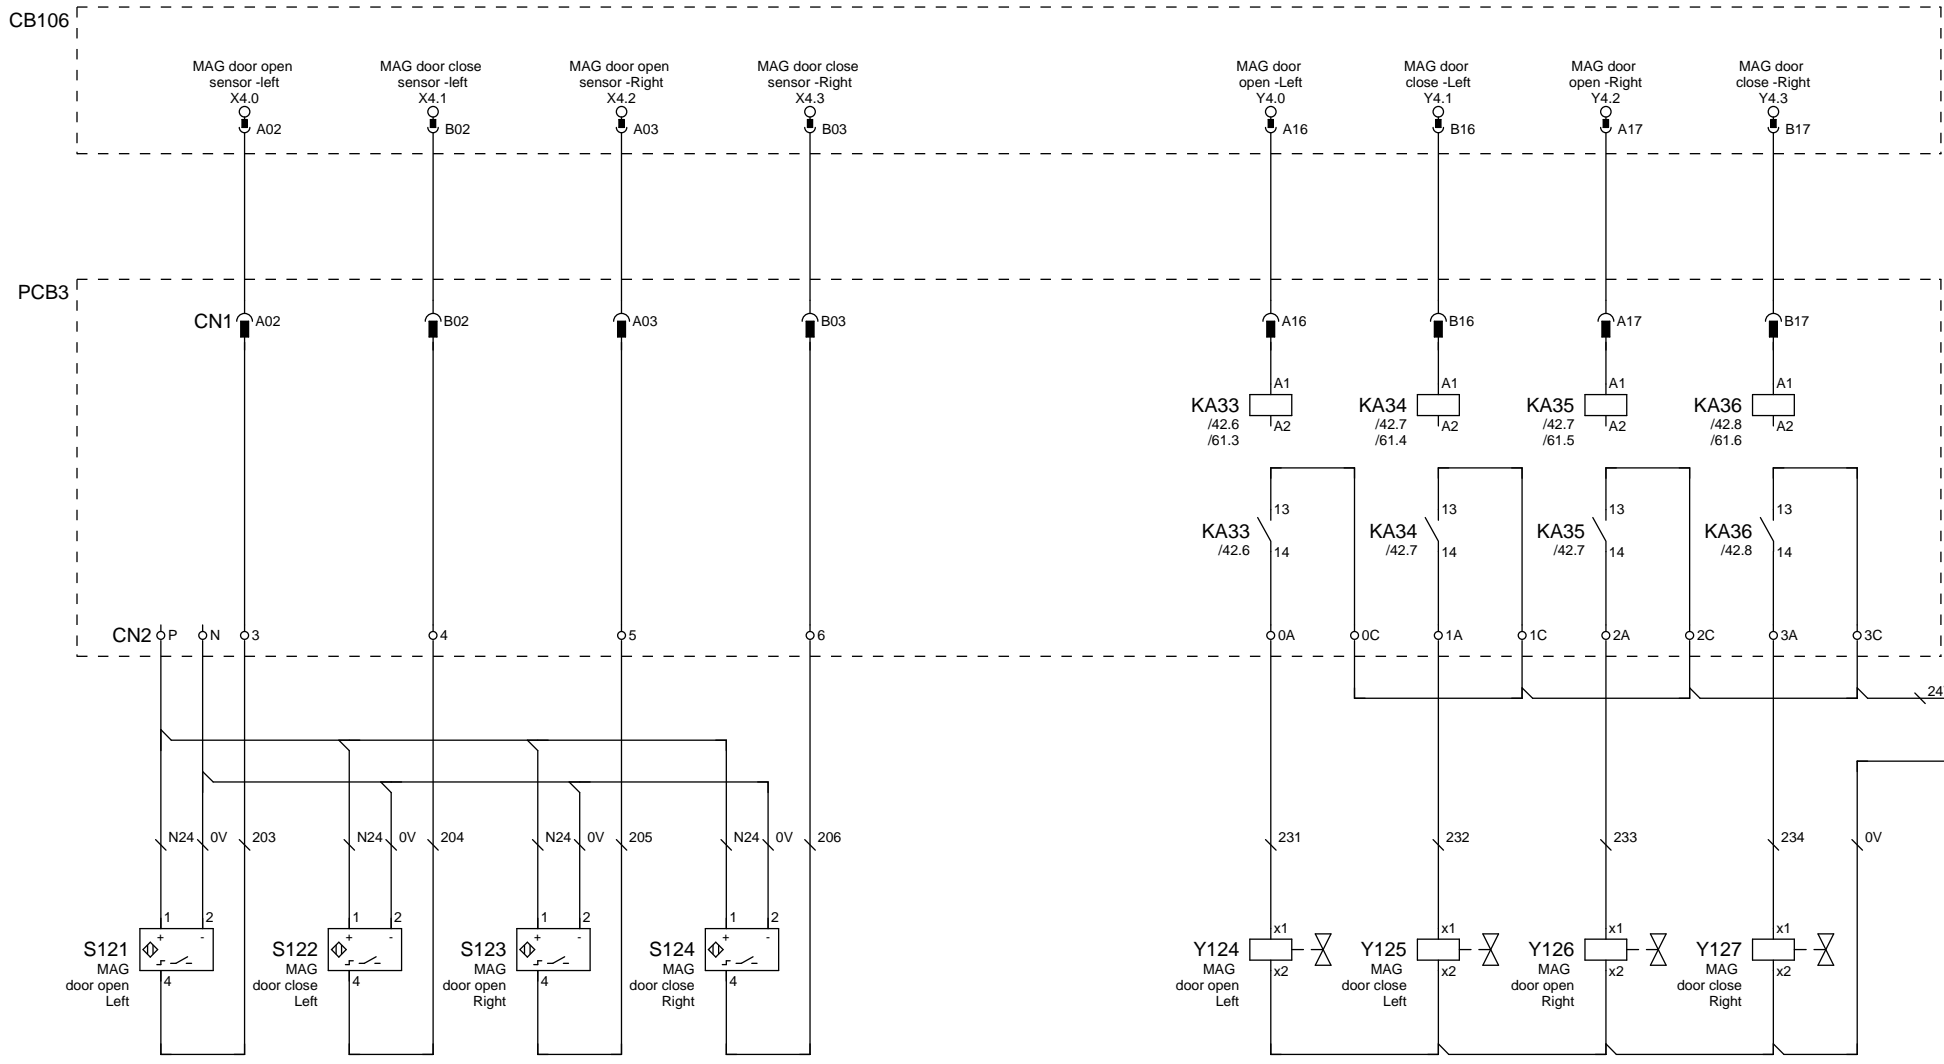 CB106
MAG door open
sensor -left
X4.0
A02
MAG door close
sensor -left
X4.1
B02
MAG door open
sensor -Right
X4.2
A03
MAG door close
sensor -Right
X4.3
B03
MAG door
open -Left
Y4.0
A16
MAG door
close -Left
Y4.1
B16
MAG door
open -Right
Y4.2
A17
MAG door
close -Right
Y4.3
B17
PCB3
CN1
A02
B02
A03
B03
A16
B16
A17
B17
A1
KA33
/42.6
/61.3
A2
A1
KA34
/42.7
/61.4
A2
A1
KA35
/42.7
/61.5
A2
A1
KA36
/42.8
/61.6
A2
13
KA33
/42.6
14
13
KA34
/42.7
14
13
KA35
/42.7
14
13
KA36
/42.8
14
CN2
P
N
3
4
5
6
0A
0C
1A
1C
2A
2C
3A
3C
24
N24
0V
203
N24
0V
204
N24
0V
205
N24
0V
206
231
232
233
234
0V
1
2
+
-
S121
MAG
door open
Left
4
1
2
+
-
S122
MAG
door close
Left
4
1
2
+
-
S123
MAG
door open
Right
4
1
2
+
-
S124
MAG
door close
Right
4
x1
Y124
MAG
door open
Left
x2
x1
Y125
MAG
door close
Left
x2
x1
Y126
MAG
door open
Right
x2
x1
Y127
MAG
door close
Right
x2